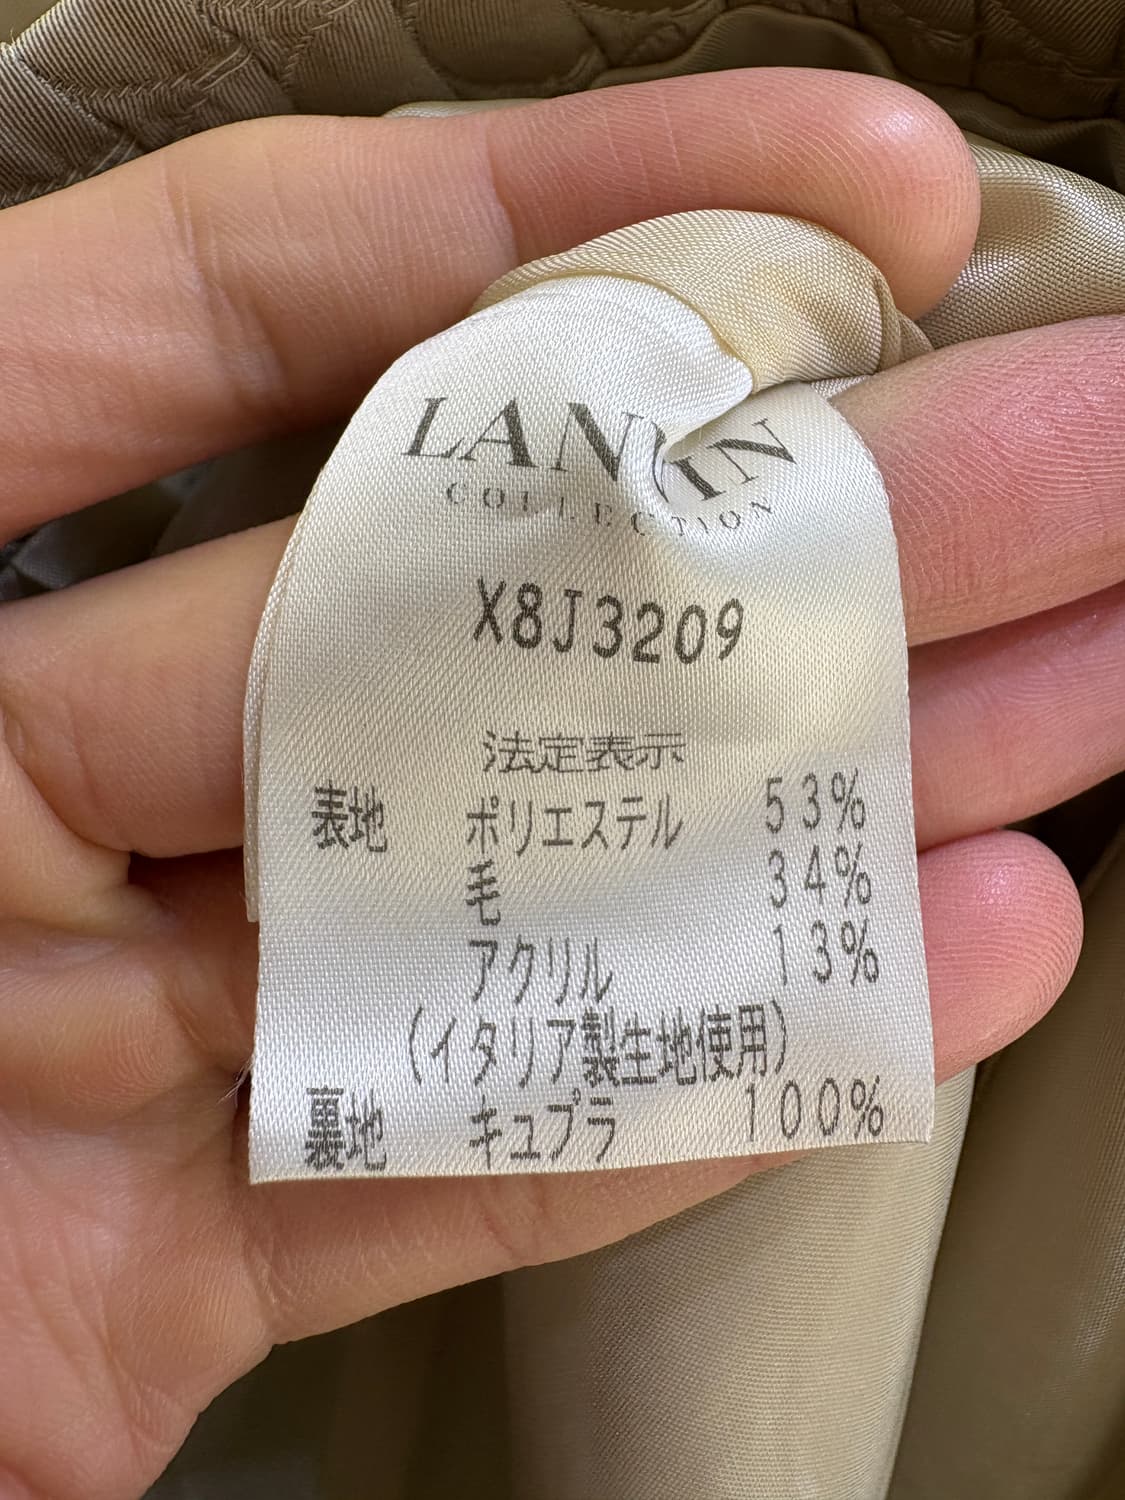 LANVIN
COLLECTION
X8J3209
法定表示
表地 ポリエステル 53%
毛 34%
アクリル 13%
(イタリア製生地使用)
裏地 キュプラ 100%